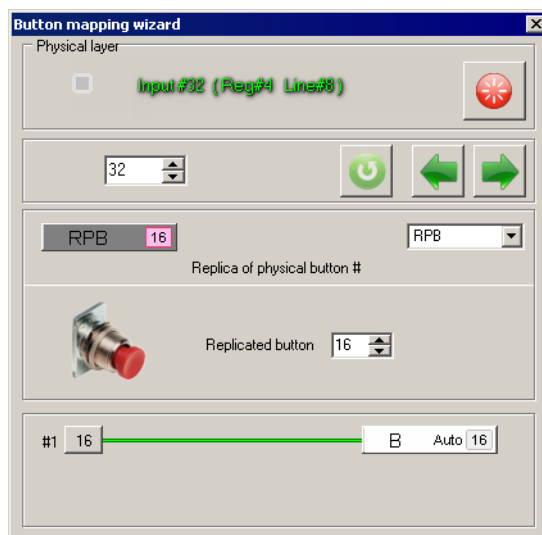 Button mapping wizard
Physical layer
Input#32 (Reg#4 Line#8)
32
RPB 16 RPB
Replica of physical button #
Replicated button 16
#1 16 B Auto 16